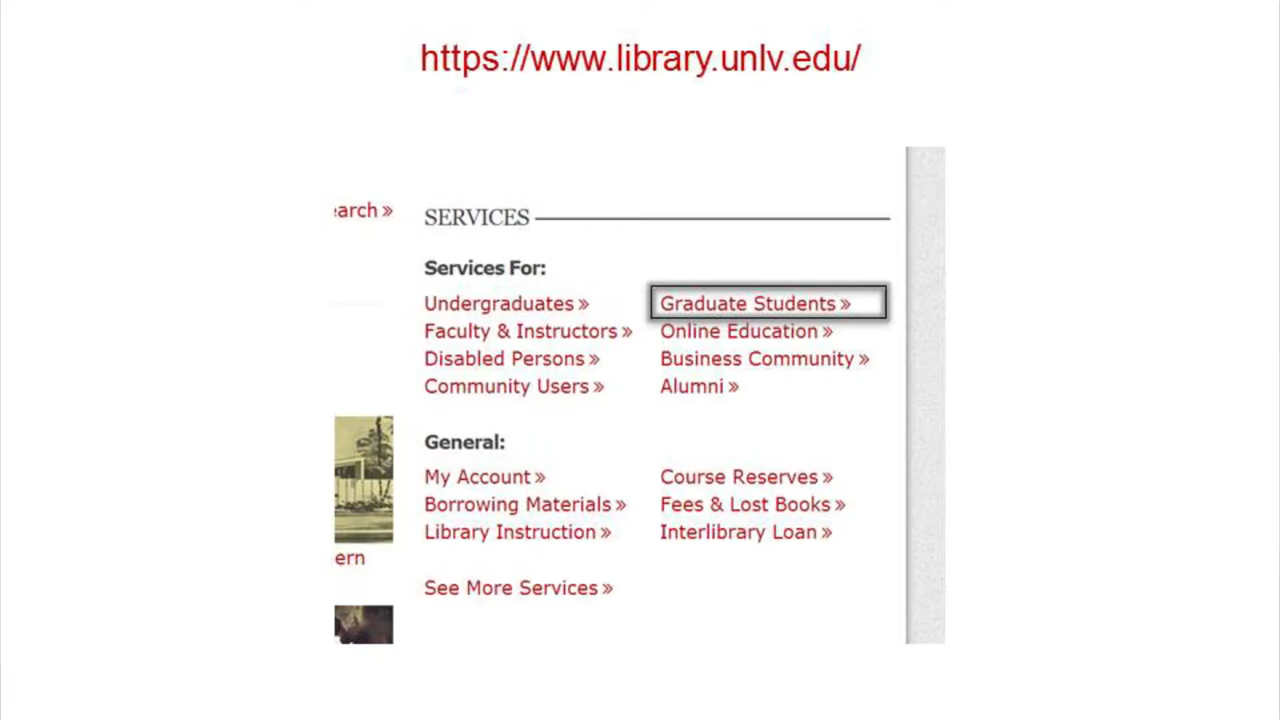 https://www.library.unlv.edu/
earch »
SERVICES
Services For:
Undergraduates »
Graduate Students »
Faculty & Instructors »
Online Education »
Disabled Persons »
Business Community »
Community Users »
Alumni »
General:
My Account »
Course Reserves »
Borrowing Materials »
Fees & Lost Books »
Library Instruction »
Interlibrary Loan »
ern
See More Services »